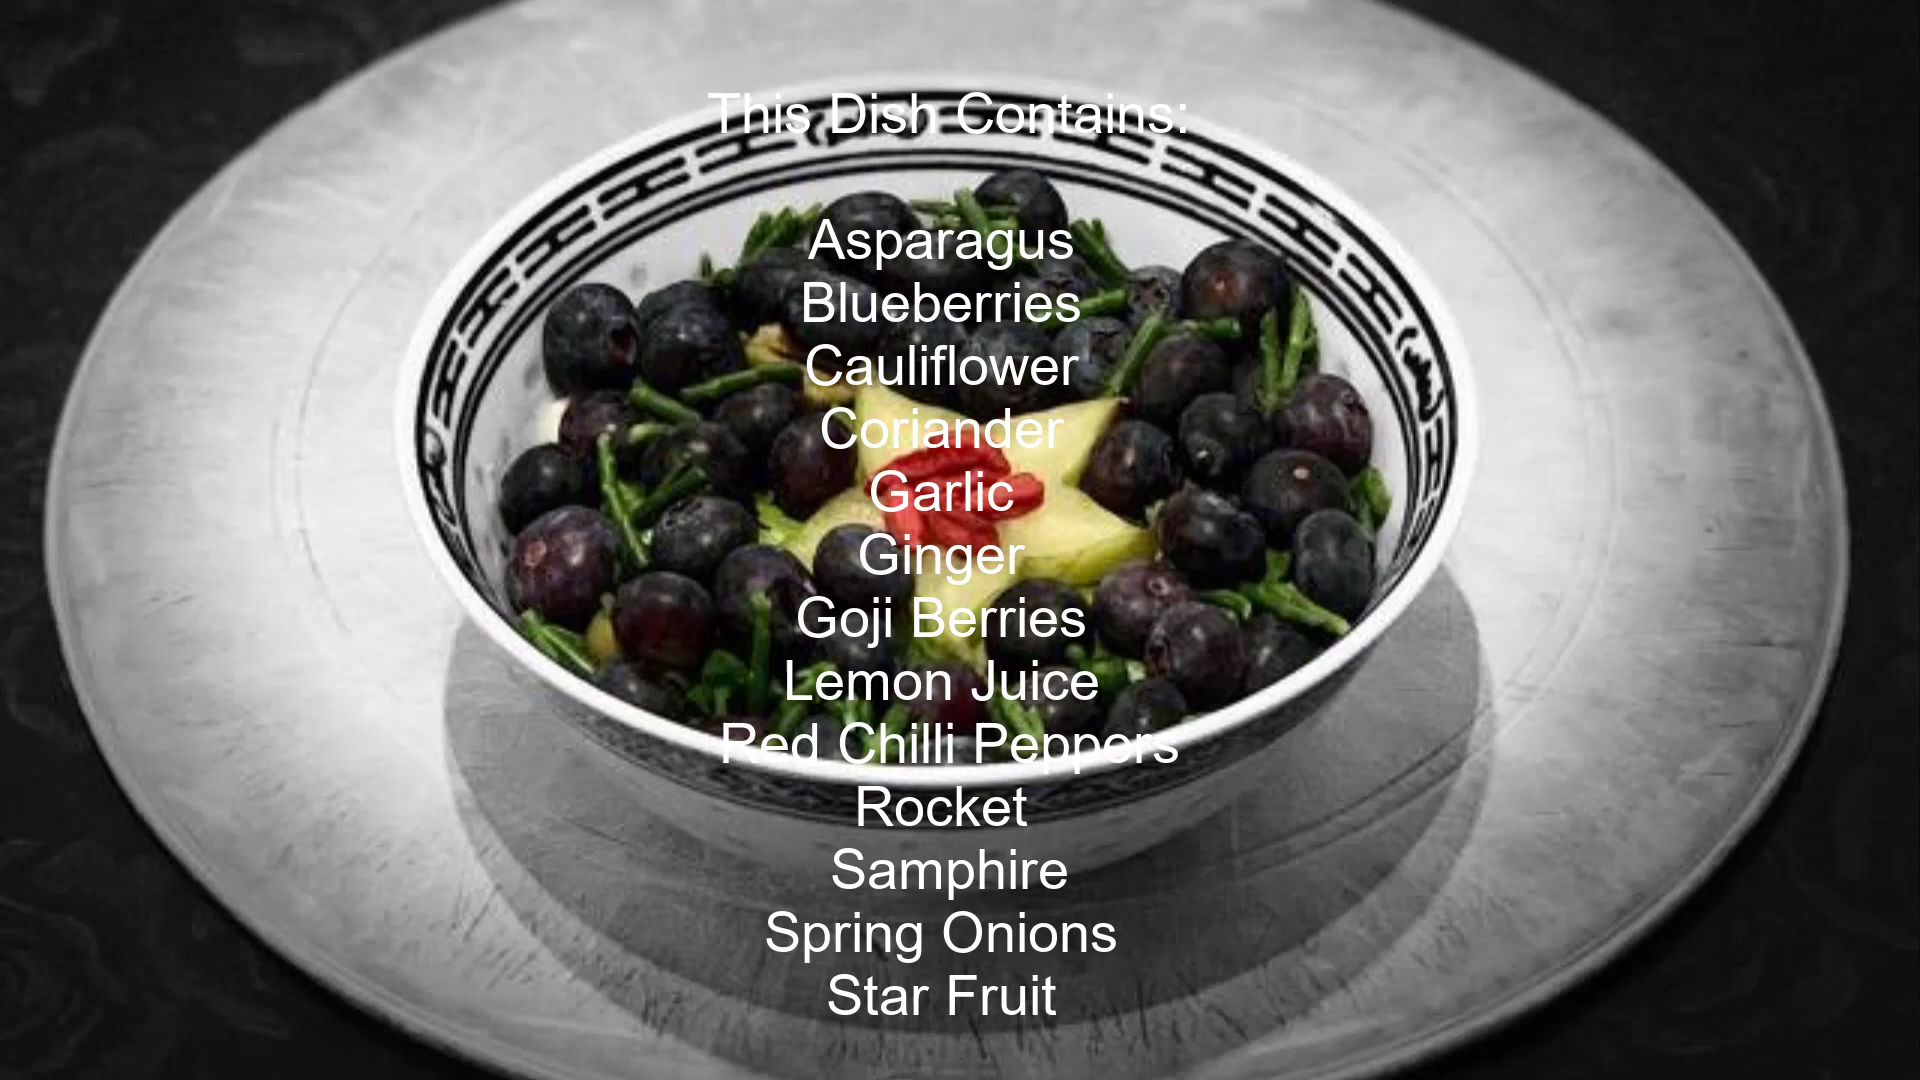 This Dish Contains:
Asparagus
Blueberries
Cauliflower
Coriander
Garlic
Ginger
Goji Berries
Lemon Juice
Red Chilli Peppers
Rocket
Samphire
Spring Onions
Star Fruit